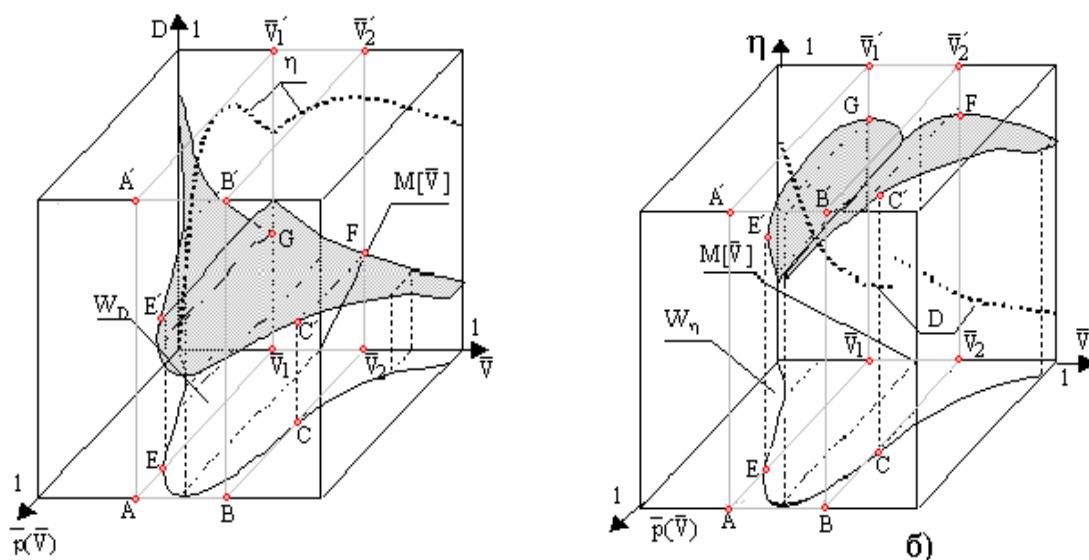 D 1 V̅₁′ V̅₂′
η
A′ B′ M[V̅]
G F
E′
W_D C′ 1
V̅₁ V̅₂ V̅
E C
1
A B
p̅(V̅)
η 1 V̅₁′ V̅₂′
G F
A′ B′ C′
E′
M[V̅]
D
W_η V̅₁ V̅₂ V̅
1
E C
1
A B
p̅(V̅) б)